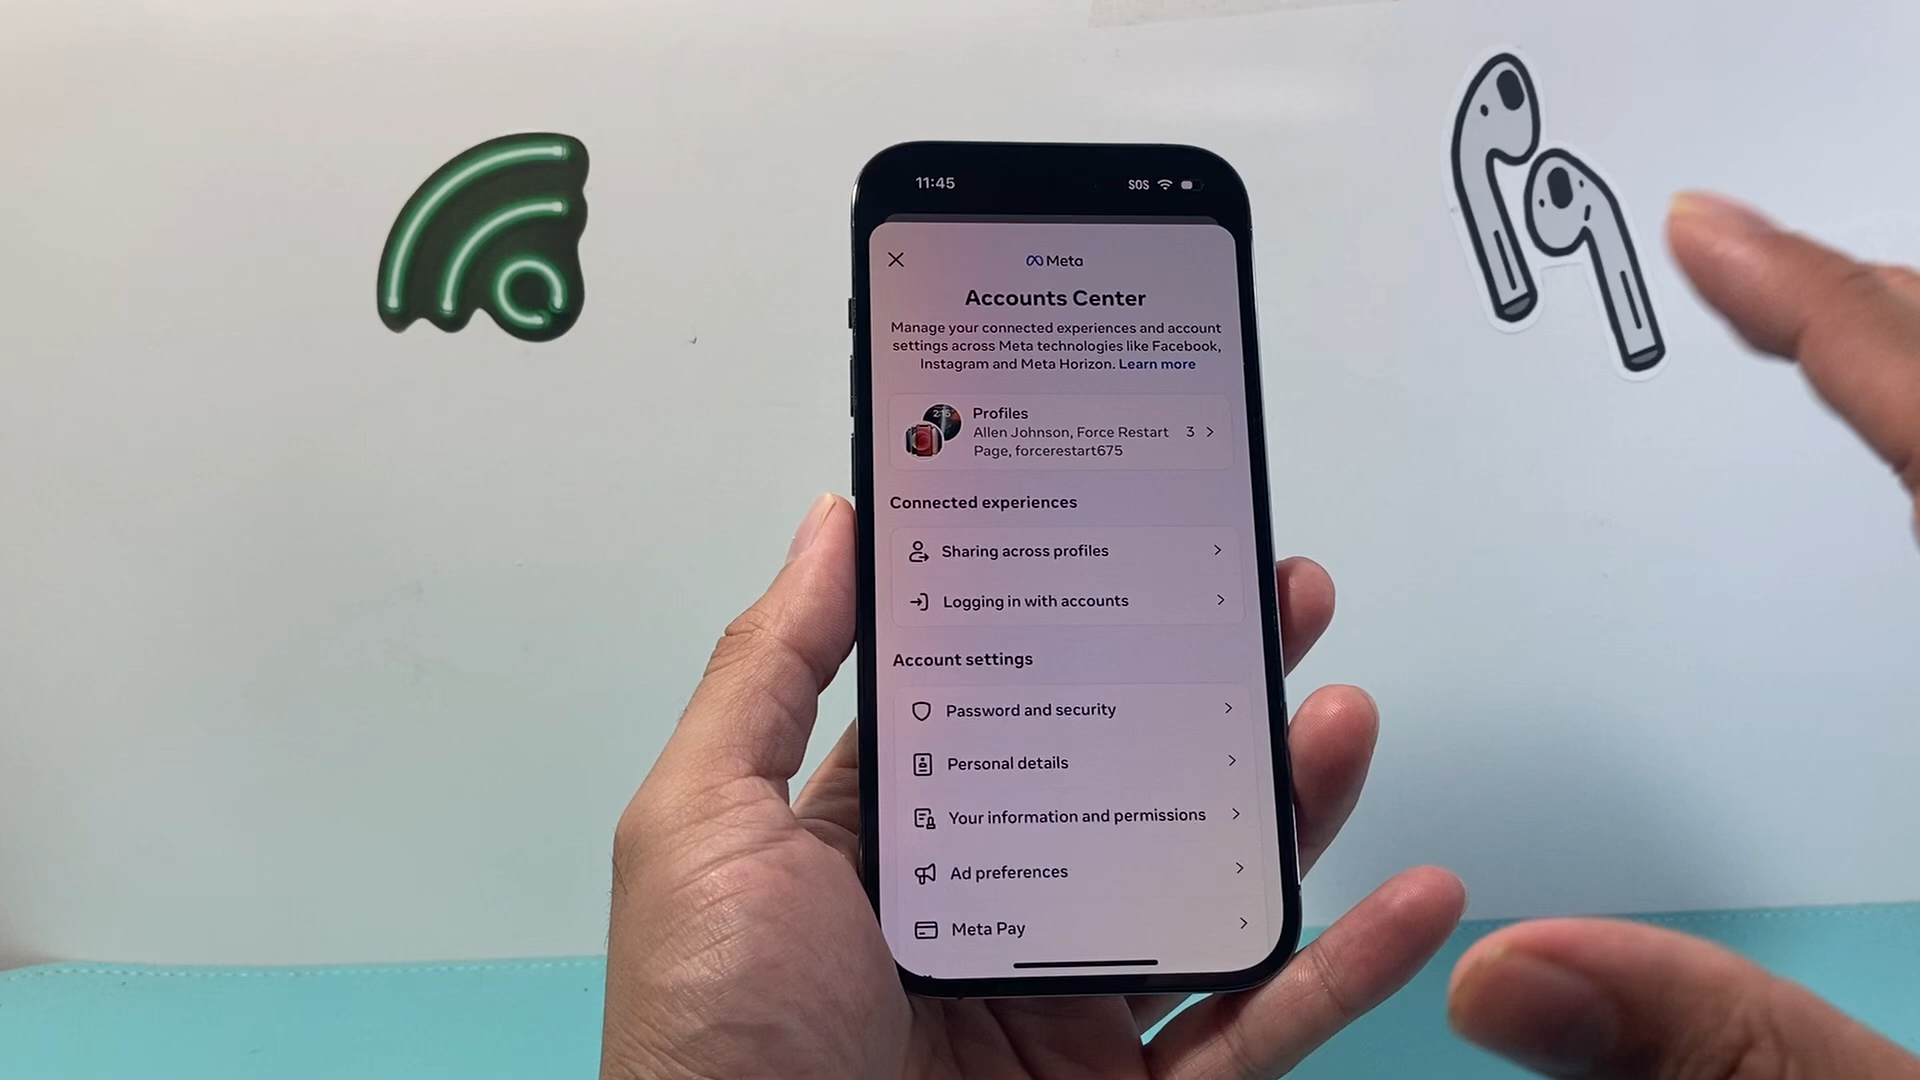 11:45 SOS
Meta
Accounts Center
Manage your connected experiences and account
settings across Meta technologies like Facebook,
Instagram and Meta Horizon. Learn more
2:15
Profiles
Allen Johnson, Force Restart 3
Page, forcerestart675
Connected experiences
Sharing across profiles
Logging in with accounts
Account settings
Password and security
Personal details
Your information and permissions
Ad preferences
Meta Pay